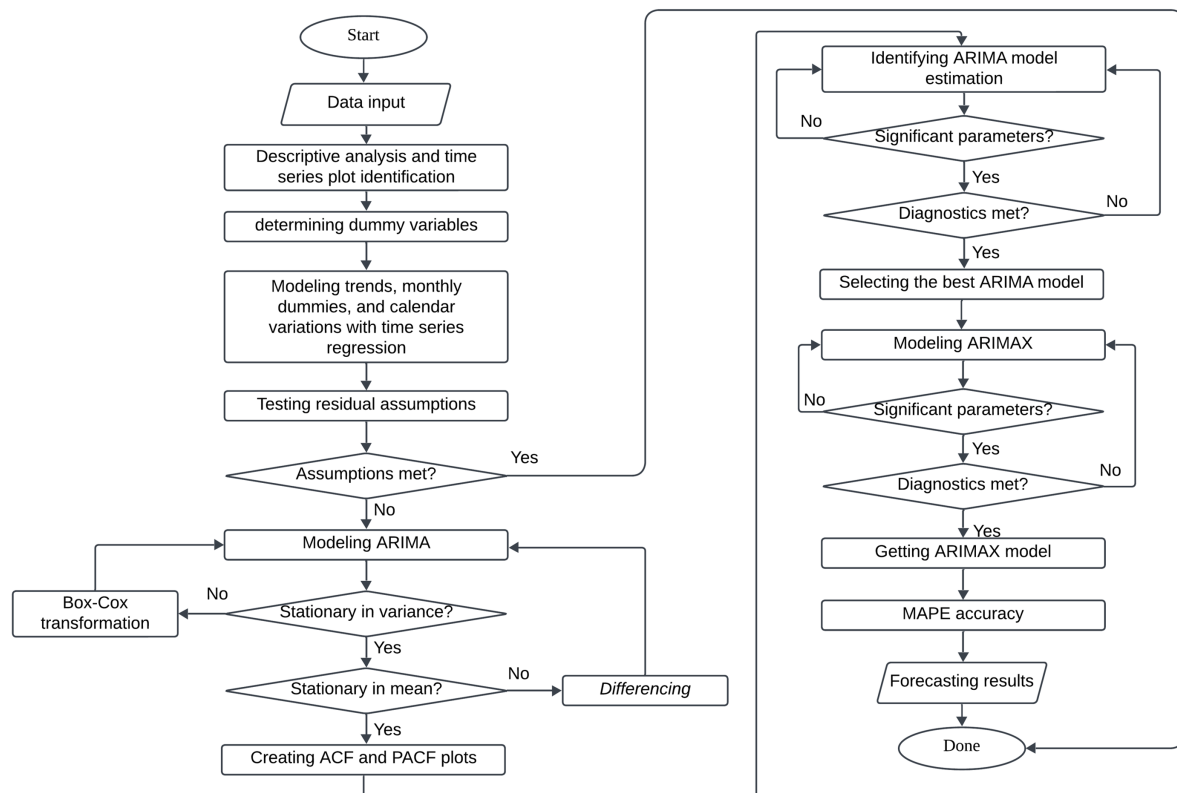 Start
Data input
Descriptive analysis and time
series plot identification
determining dummy variables
Modeling trends, monthly
dummies, and calendar
variations with time series
regression
Testing residual assumptions
Assumptions met?
Yes
No
Modeling ARIMA
Stationary in variance?
No
Box-Cox
transformation
Yes
Stationary in mean?
No
Differencing
Yes
Creating ACF and PACF plots
Identifying ARIMA model
estimation
Significant parameters?
No
Yes
Diagnostics met?
No
Yes
Selecting the best ARIMA model
Modeling ARIMAX
Significant parameters?
No
Yes
Diagnostics met?
No
Yes
Getting ARIMAX model
MAPE accuracy
Forecasting results
Done